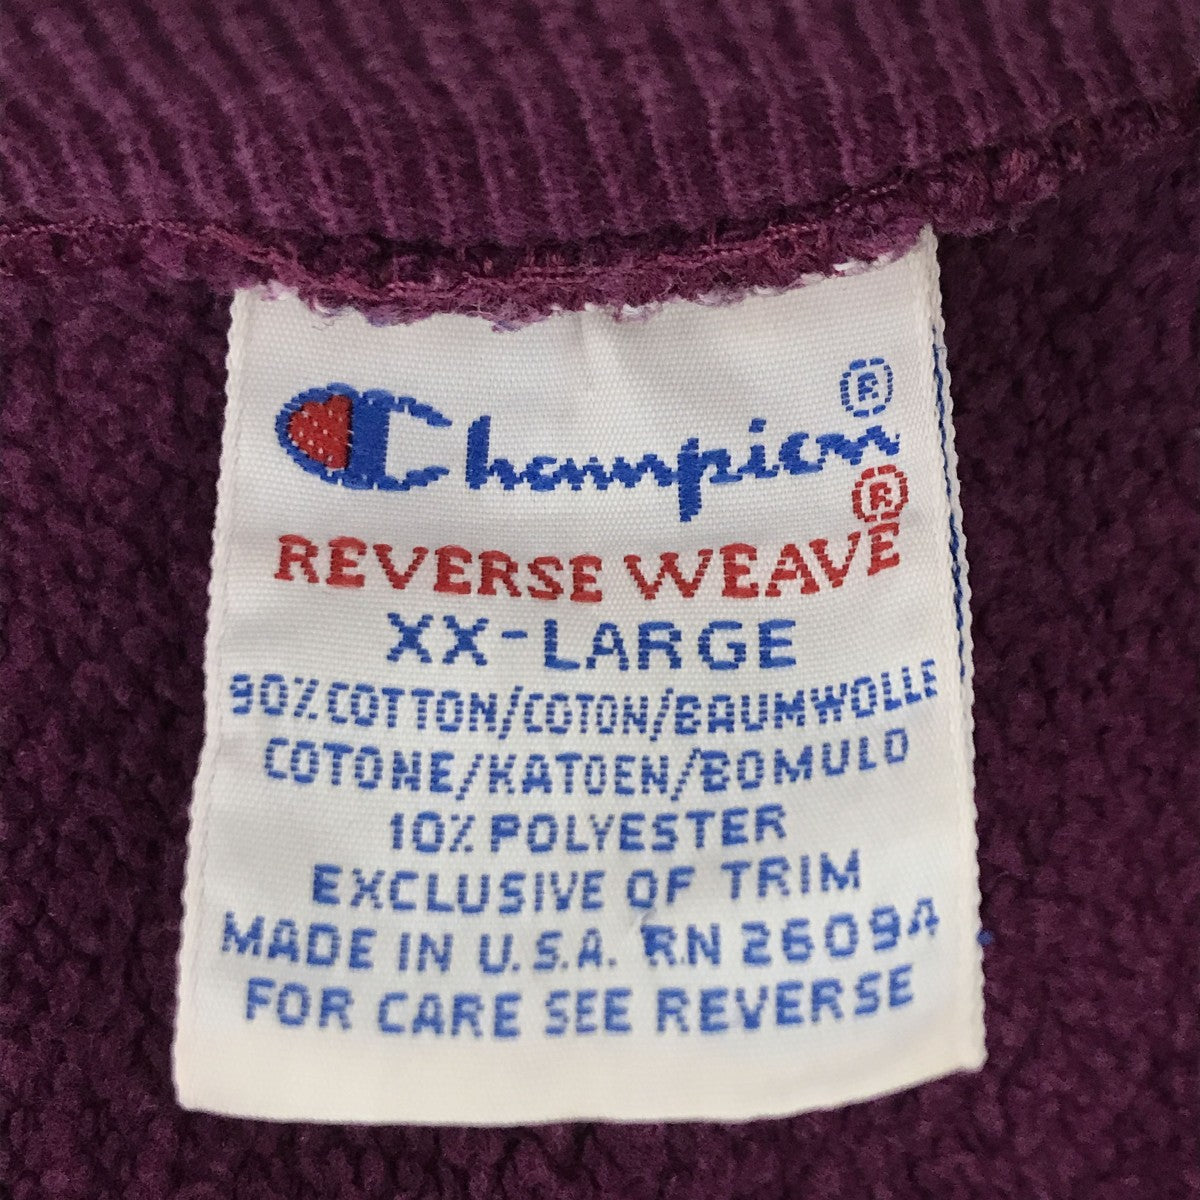 Champion®
REVERSE WEAVE®
XX-LARGE
90% COTTON/COTON/BAUMWOLLE
COTONE/KATOEN/BOMULD
10% POLYESTER
EXCLUSIVE OF TRIM
MADE IN U.S.A. RN 26094
FOR CARE SEE REVERSE